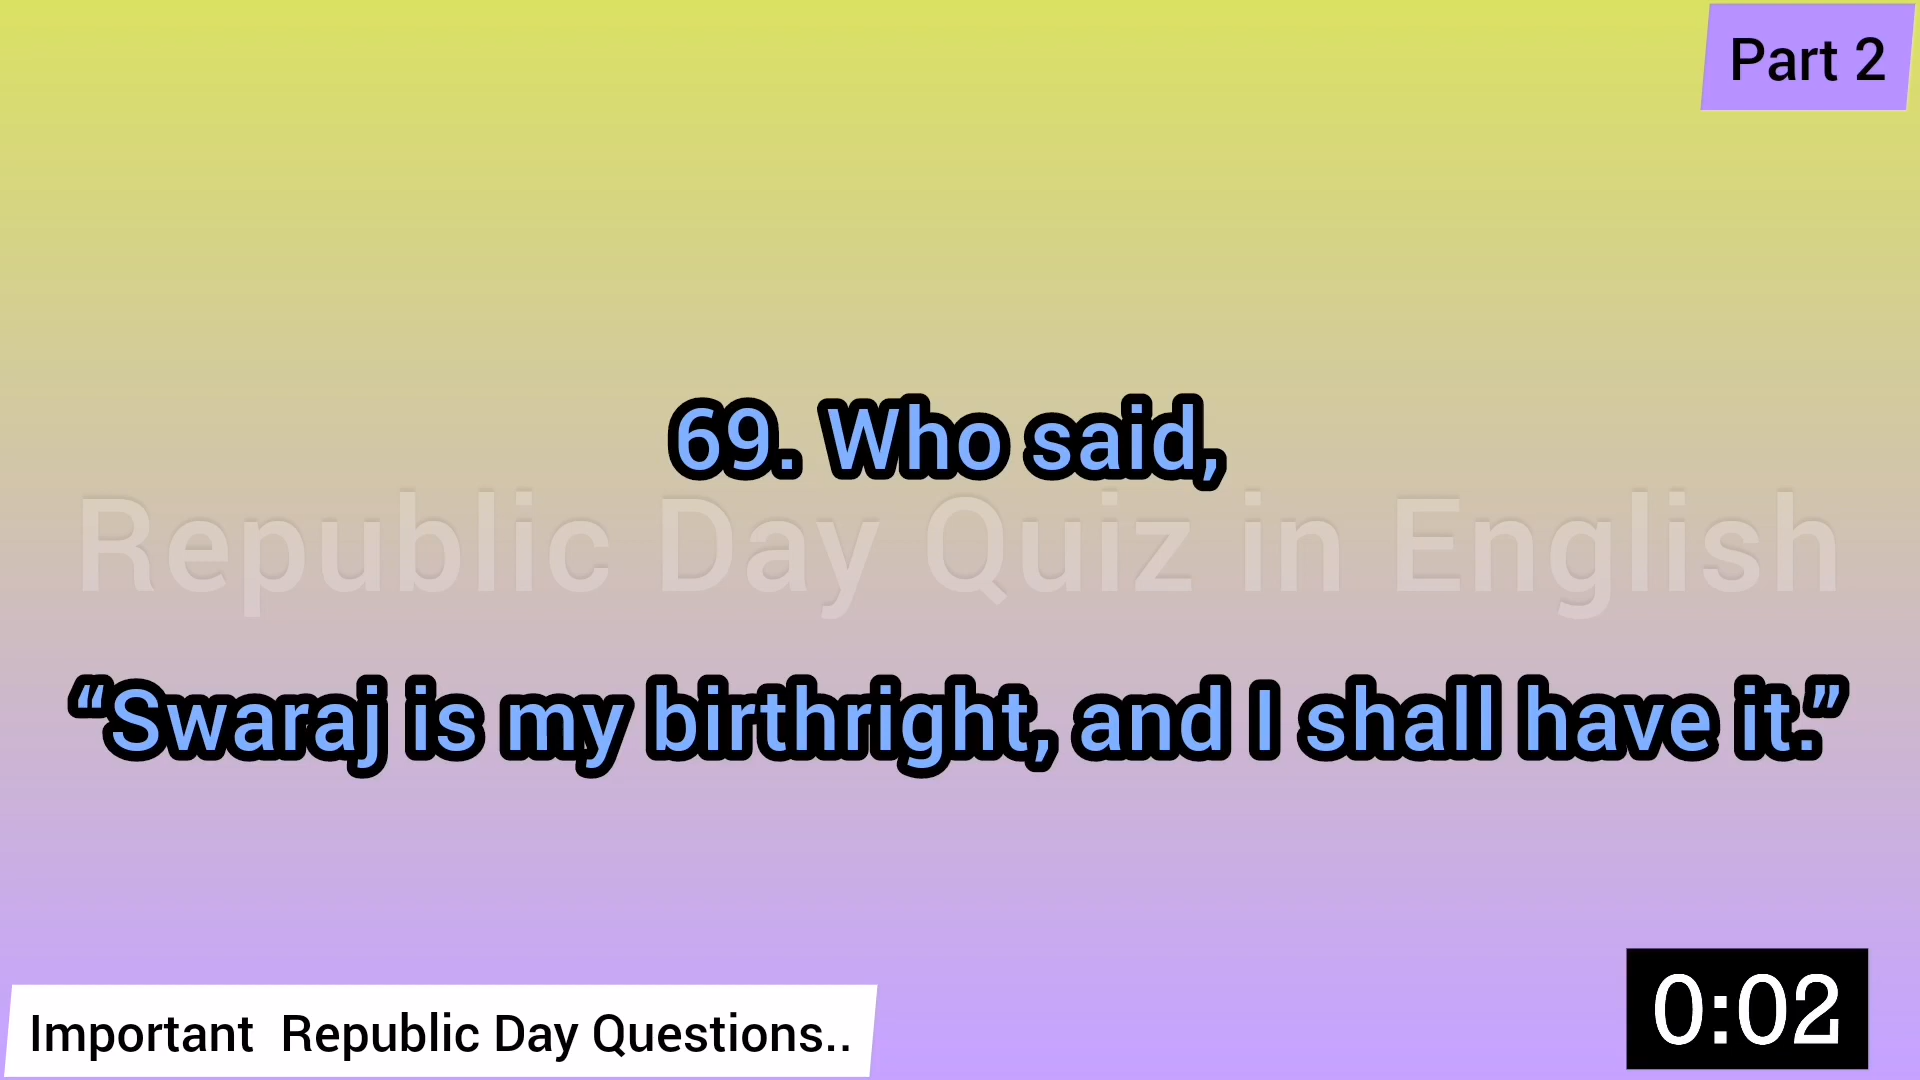 Part 2
69. Who said,
Republic Day Quiz in English
“Swaraj is my birthright, and I shall have it.”
Important  Republic Day Questions..
0:02